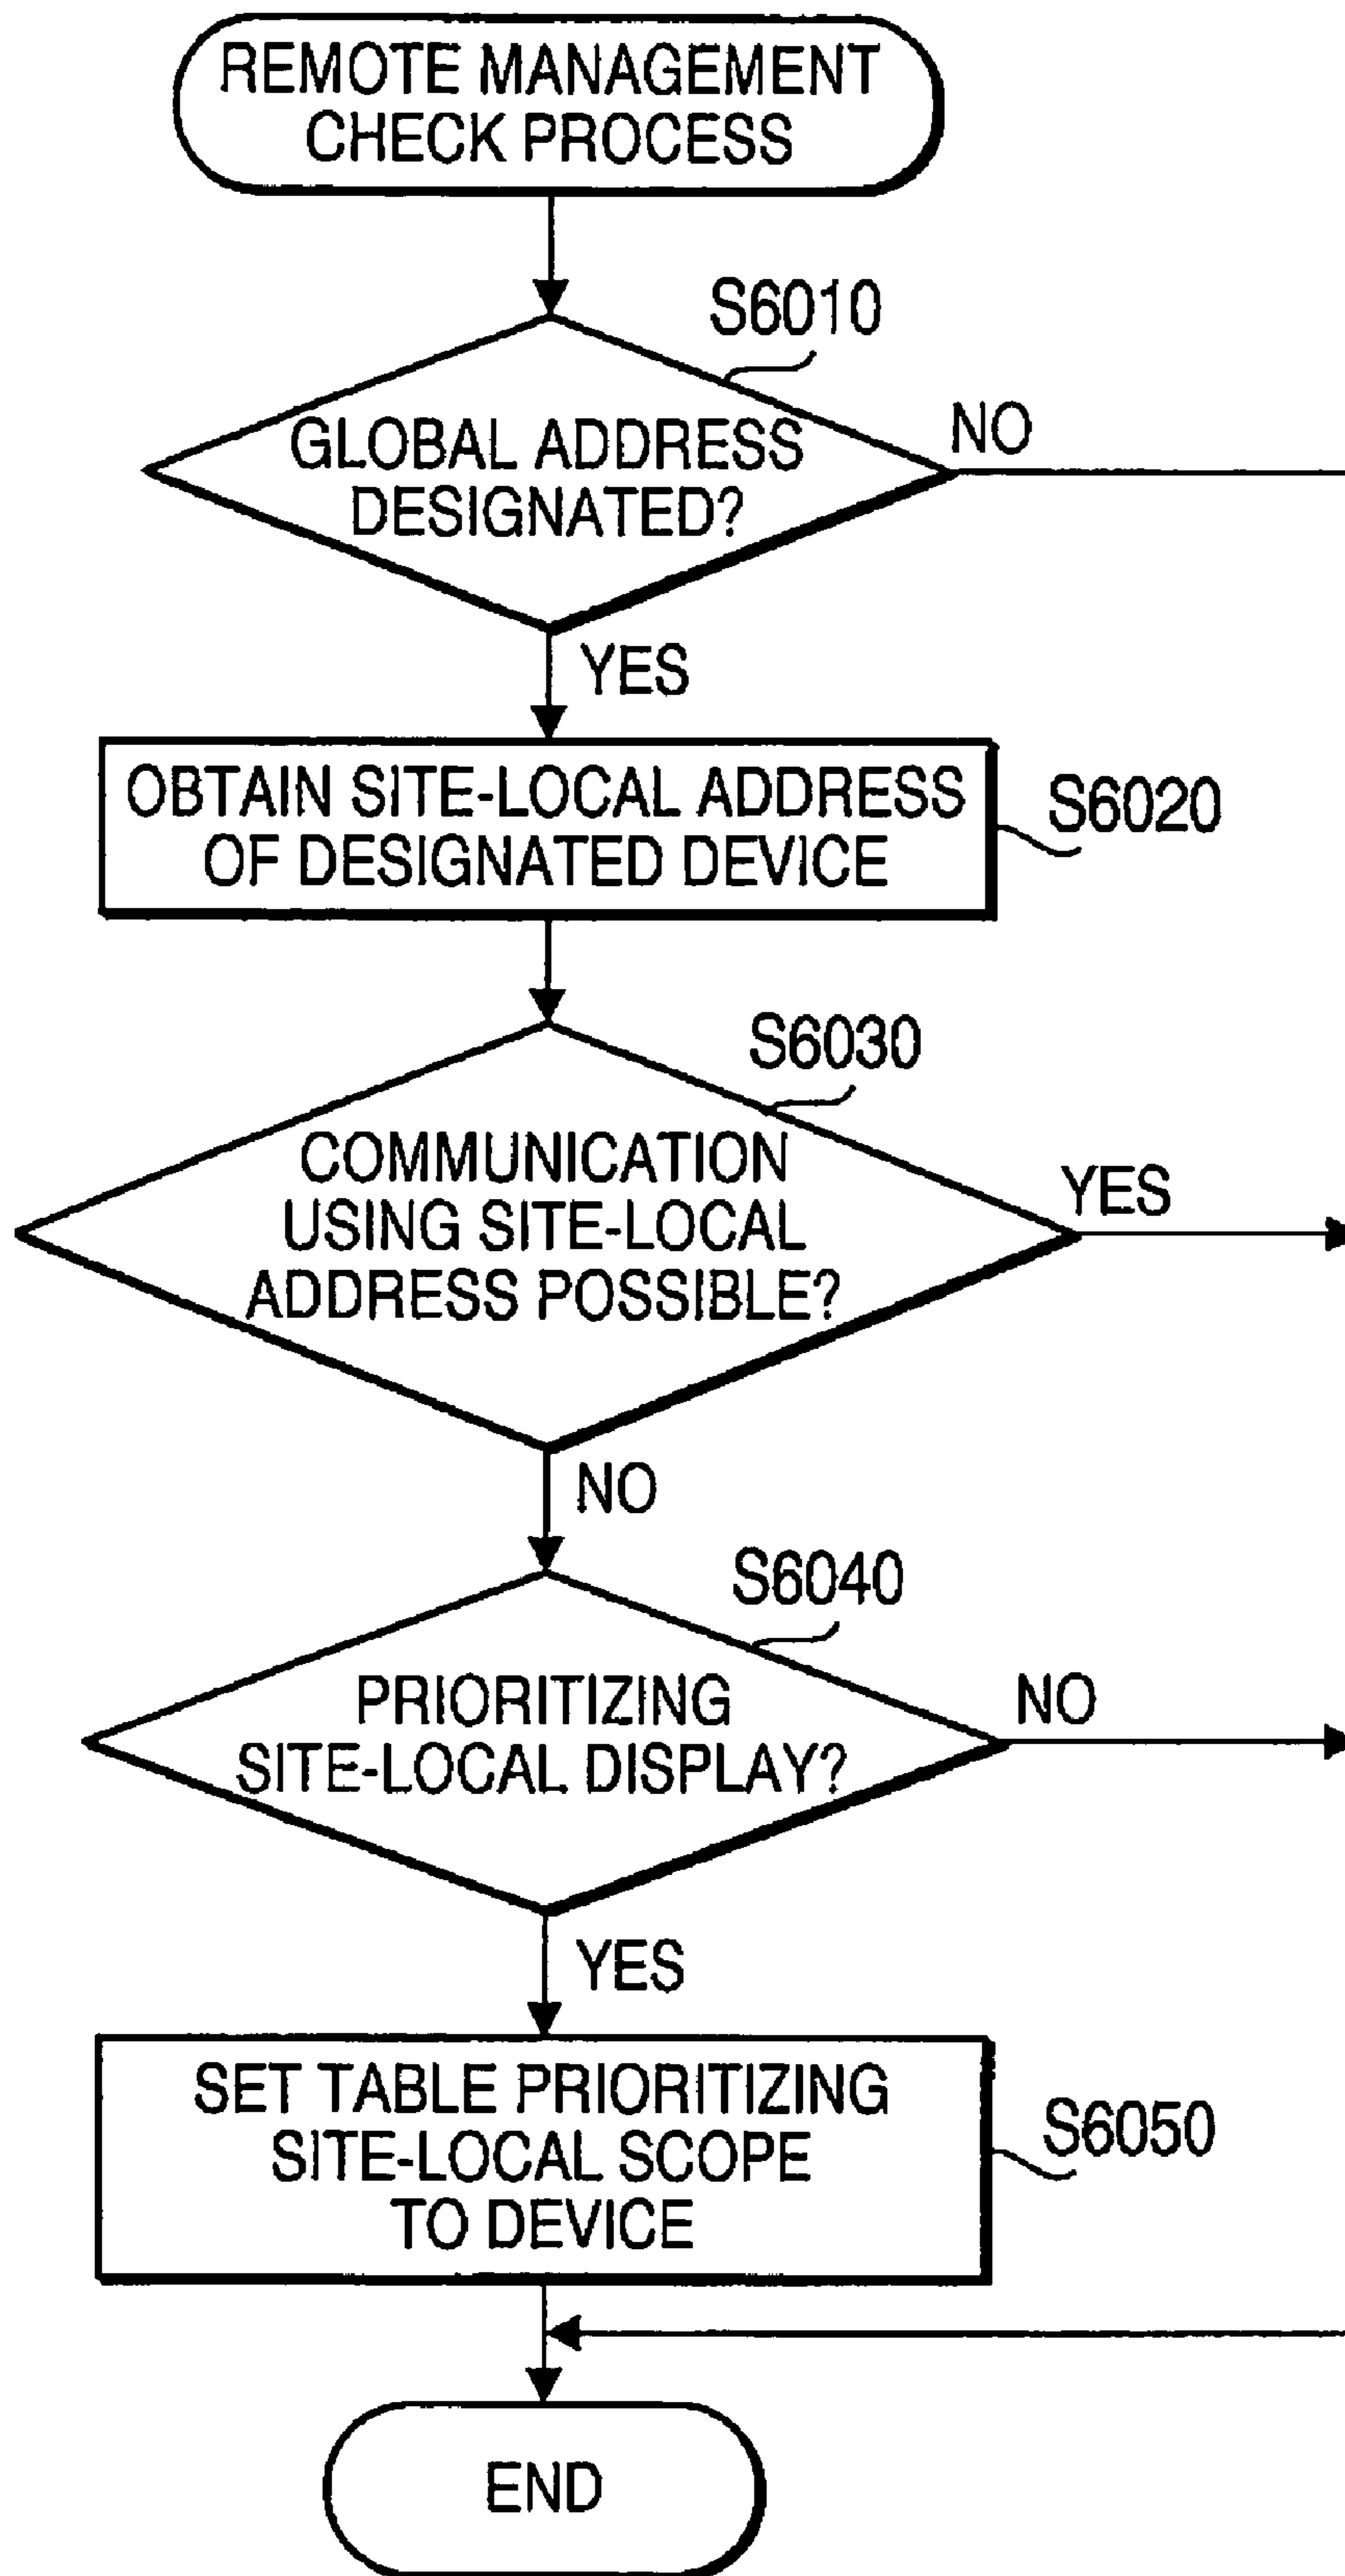 REMOTE MANAGEMENT
CHECK PROCESS
S6010
GLOBAL ADDRESS
DESIGNATED?
NO
YES
OBTAIN SITE-LOCAL ADDRESS
OF DESIGNATED DEVICE
S6020
S6030
COMMUNICATION
USING SITE-LOCAL
ADDRESS POSSIBLE?
YES
NO
S6040
PRIORITIZING
SITE-LOCAL DISPLAY?
NO
YES
SET TABLE PRIORITIZING
SITE-LOCAL SCOPE
TO DEVICE
S6050
END